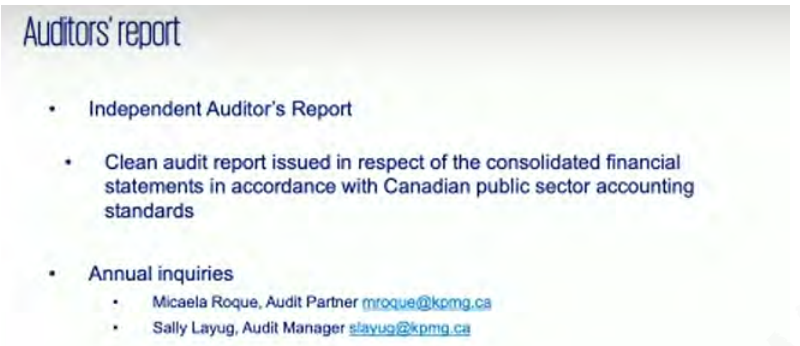 Auditors' report
• Independent Auditor's Report
• Clean audit report issued in respect of the consolidated financial
statements in accordance with Canadian public sector accounting
standards
• Annual inquiries
• Micaela Roque, Audit Partner mroque@kpmg.ca
• Sally Layug, Audit Manager slayug@kpmg.ca